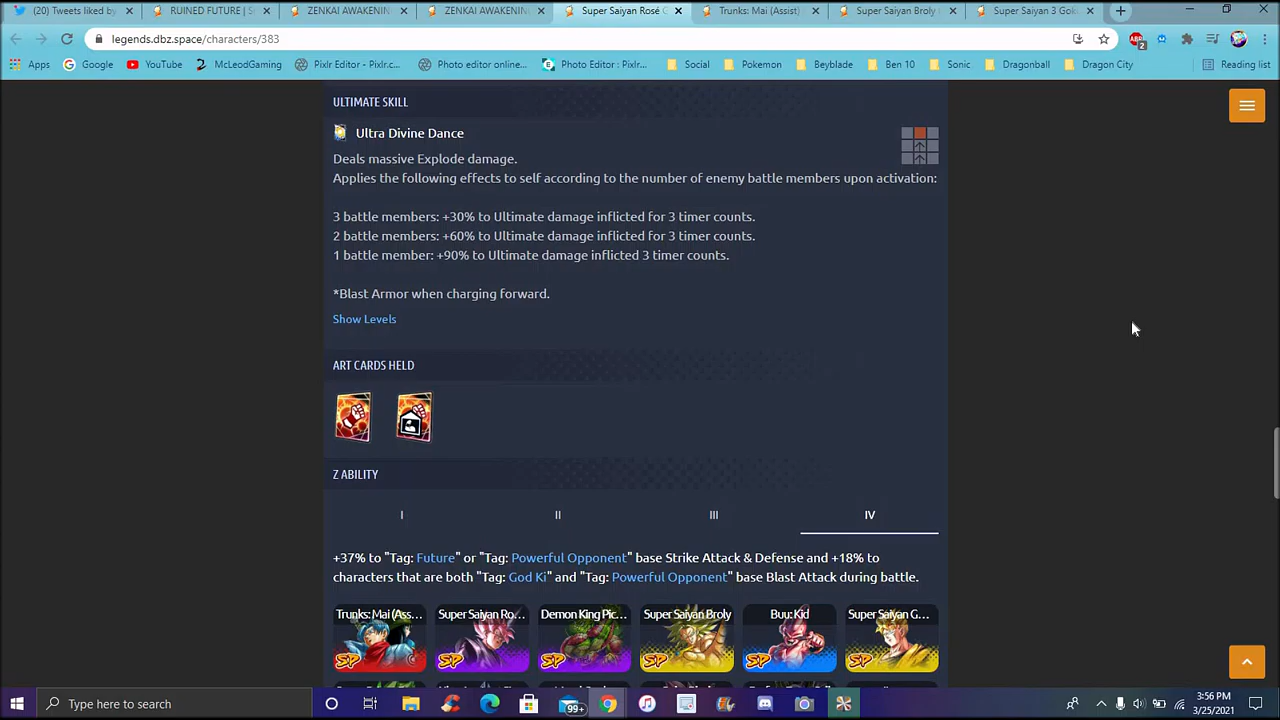 (20) Tweets liked by
RUINED FUTURE | S
ZENKAI AWAKENIN
ZENKAI AWAKENIN
Super Saiyan Rosé G
Trunks: Mai (Assist)
Super Saiyan Broly
Super Saiyan 3 Gok
legends.dbz.space/characters/383
Apps
Google
YouTube
McLeodGaming
Pixlr Editor - Pixlr.c...
Photo editor online...
Photo Editor : Pixlr...
Social
Pokemon
Beyblade
Ben 10
Sonic
Dragonball
Dragon City
Reading list
ULTIMATE SKILL
Ultra Divine Dance
Deals massive Explode damage.
Applies the following effects to self according to the number of enemy battle members upon activation:
3 battle members: +30% to Ultimate damage inflicted for 3 timer counts.
2 battle members: +60% to Ultimate damage inflicted for 3 timer counts.
1 battle member: +90% to Ultimate damage inflicted 3 timer counts.
*Blast Armor when charging forward.
Show Levels
ART CARDS HELD
Z ABILITY
I
II
III
IV
+37% to "Tag: Future" or "Tag: Powerful Opponent" base Strike Attack & Defense and +18% to
characters that are both "Tag: God Ki" and "Tag: Powerful Opponent" base Blast Attack during battle.
Trunks: Mai (Ass...
Super Saiyan Ro...
Demon King Pic...
Super Saiyan Broly
Buu: Kid
Super Saiyan G...
SP
SP
SP
SP
SP
SP
Type here to search
99+
3:56 PM
3/25/2021